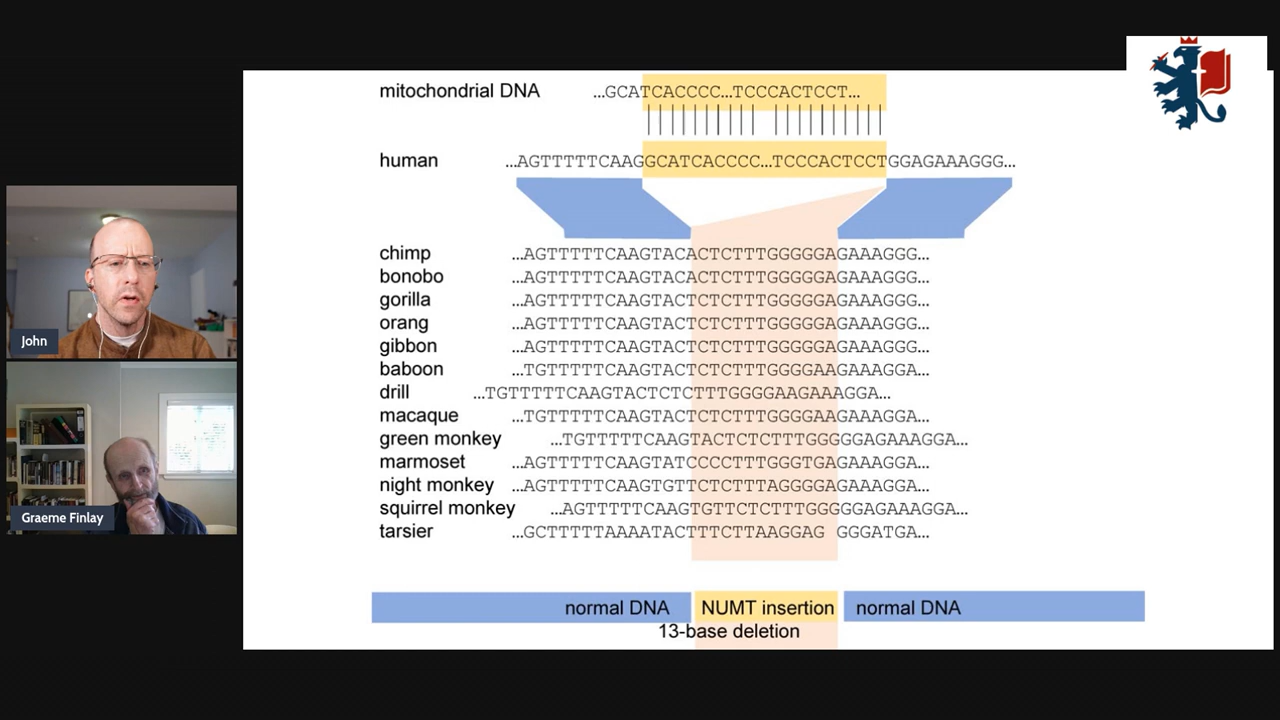 mitochondrial DNA ...GCATCACCCC...TCCCACTCCT...
human ...AGTTTTTCAAGGCATCACCCC...TCCCACTCCTGGAGAAAGGG...
chimp ...AGTTTTTCAAGTACACTCTTTGGGGGAGAAAGGG...
bonobo ...AGTTTTTCAAGTACACTCTTTGGGGGAGAAAGGG...
gorilla ...AGTTTTTCAAGTACTCTCTTTGGGGGAGAAAGGG...
orang ...AGTTTTTCAAGTACTCTCTTTGGGGGAGAAAGGG...
gibbon ...AGTTTTTCAAGTACTCTCTTTGGGGGAGAAAGGG...
baboon ...TGTTTTTCAAGTACTCTCTTTGGGGAAGAAAGGA...
drill ...TGTTTTTCAAGTACTCTCTTTGGGGAAGAAAGGA...
macaque ...TGTTTTTCAAGTACTCTCTTTGGGGAAGAAAGGA...
green monkey ...TGTTTTTCAAGTACTCTCTTTGGGGGAGAAAGGA...
marmoset ...AGTTTTTCAAGTATCCCCTTTGGGTGAGAAAGGA...
night monkey ...AGTTTTTCAAGTGTTCTCTTTAGGGGAGAAAGGA...
squirrel monkey ...AGTTTTTCAAGTGTTCTCTTTGGGGGAGAAAGGA...
tarsier ...GCTTTTTAAAATACTTTCTTAAGGAG GGGATGA...
normal DNA NUMT insertion normal DNA
13-base deletion
John
Graeme Finlay